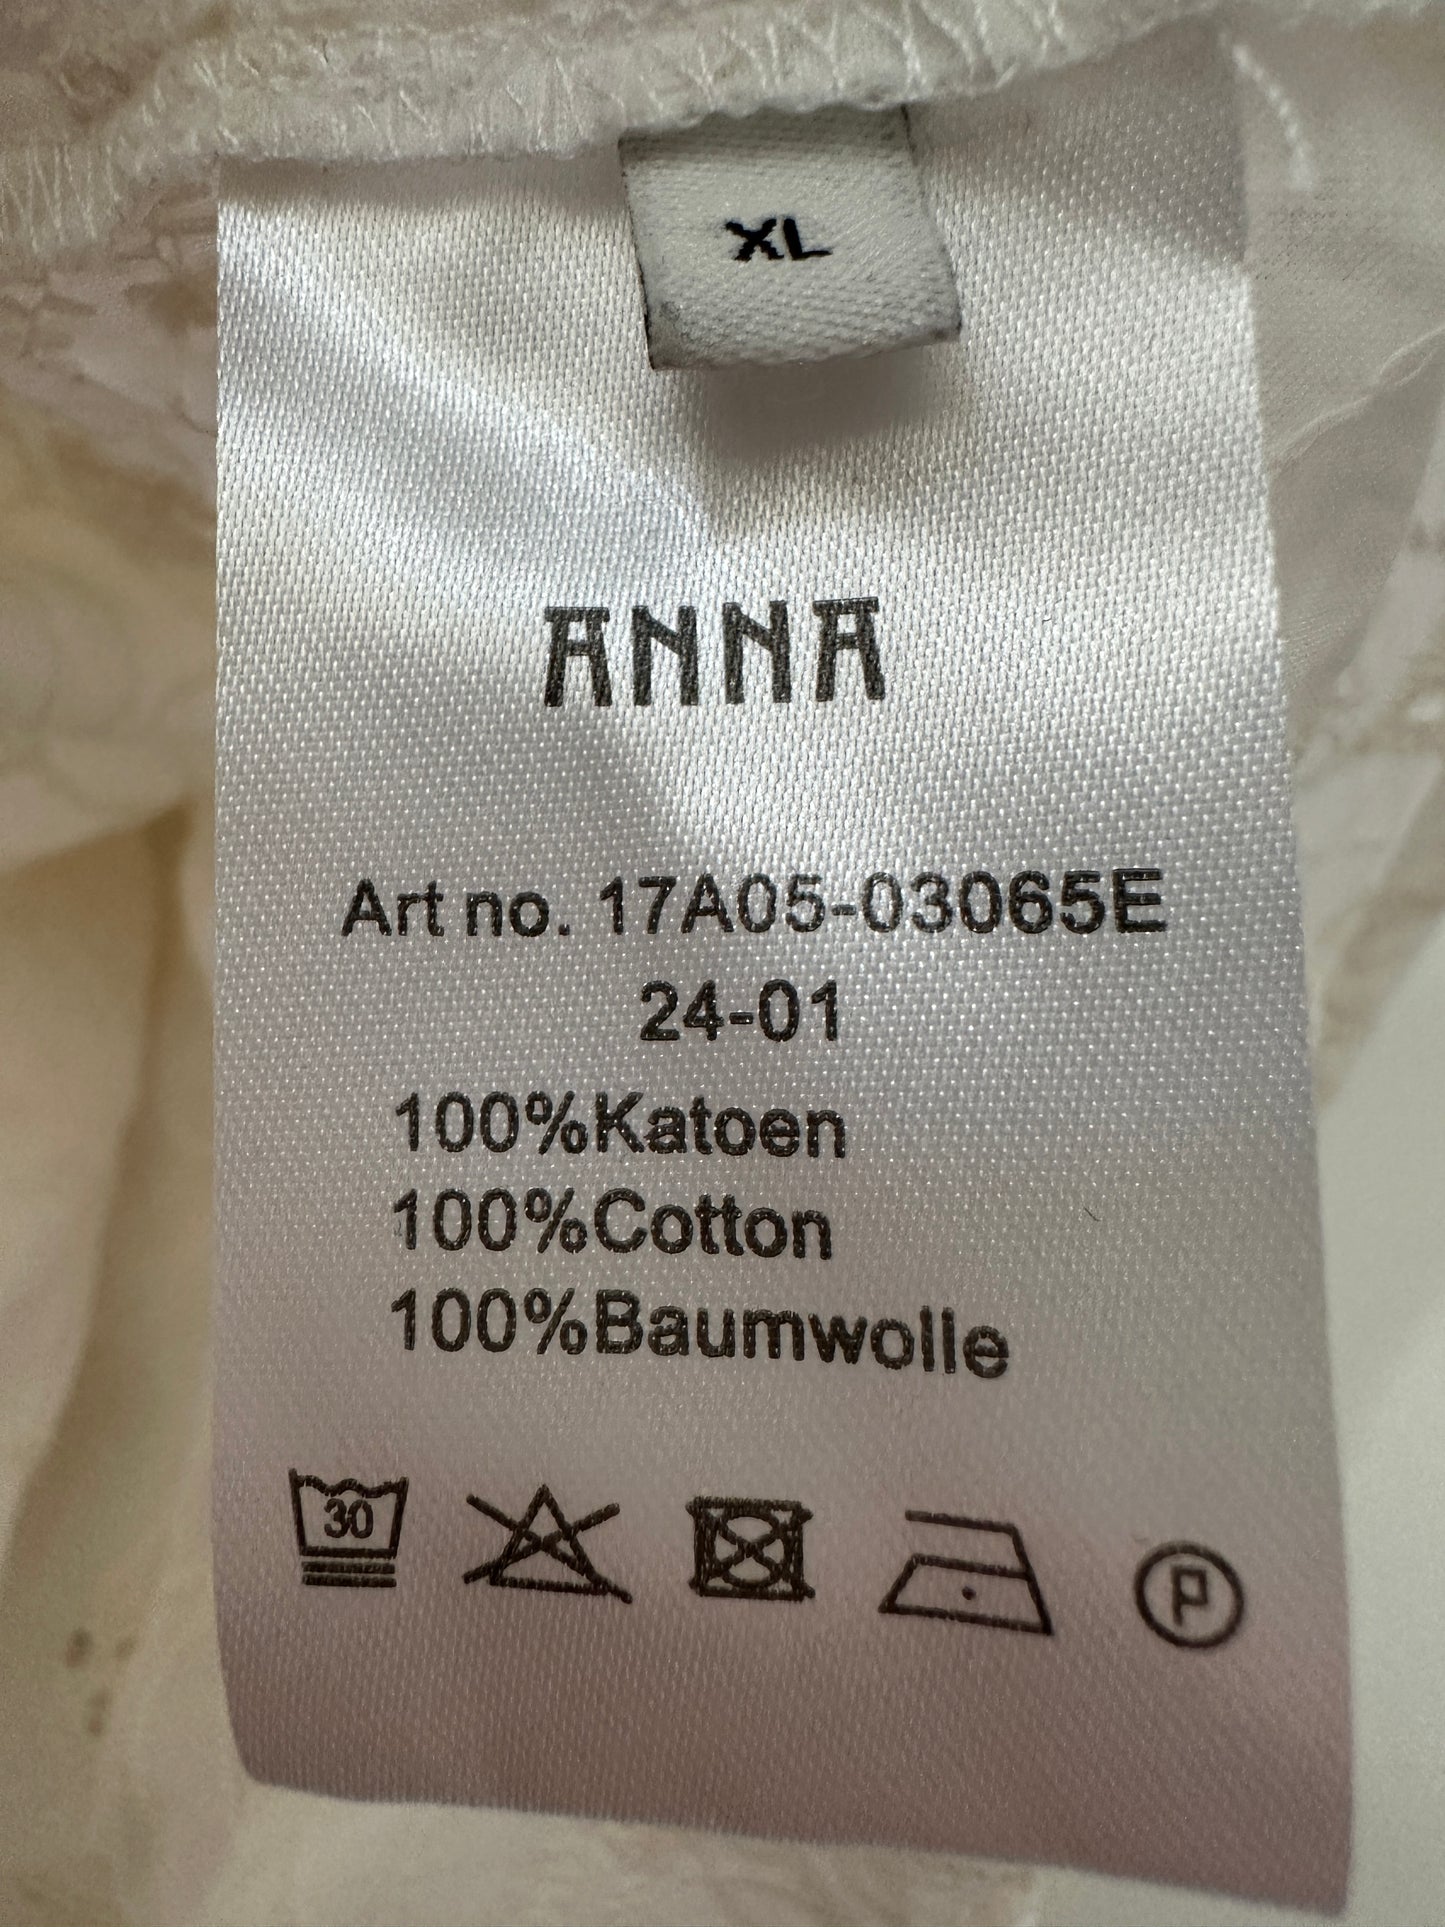 XL
ANNA
Art no. 17A05-03065E
24-01
100%Katoen
100%Cotton
100%Baumwolle
30
P